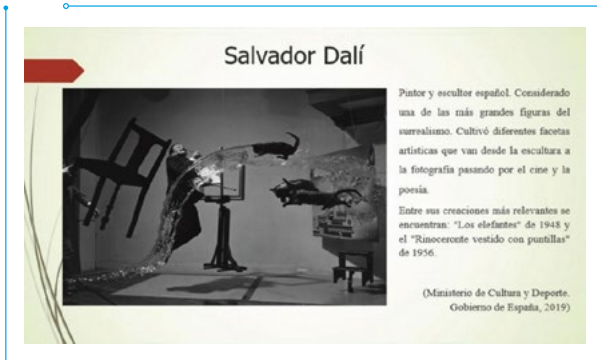 Salvador Dalí
Pintor y escultor español. Considerado
una de las más grandes figuras del
surrealismo. Cultivó diferentes facetas
artísticas que van desde la escultura a
la fotografía pasando por el cine y la
poesía.
Entre sus creaciones más relevantes se
encuentran: "Los elefantes" de 1948 y
el "Rinoceronte vestido con puntillas"
de 1956.
(Ministerio de Cultura y Deporte.
Gobierno de España, 2019)